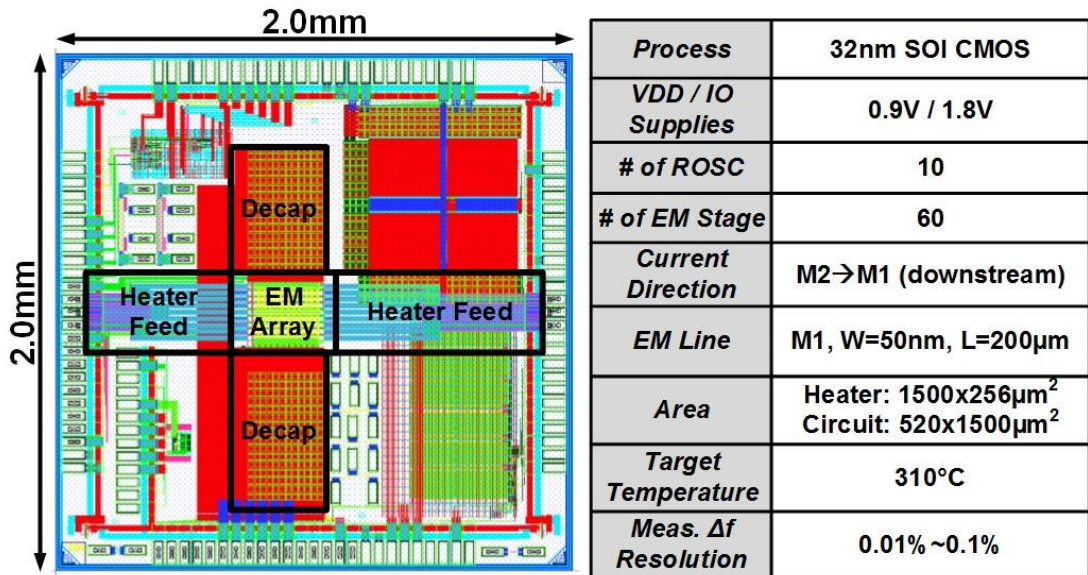 2.0mm
2.0mm
Decap
Heater
Feed
EM
Array
Heater Feed
Decap
Process
32nm SOI CMOS
VDD / IO
Supplies
0.9V / 1.8V
# of ROSC
10
# of EM Stage
60
Current
Direction
M2→M1 (downstream)
EM Line
M1, W=50nm, L=200µm
Area
Heater: 1500x256µm²
Circuit: 520x1500µm²
Target
Temperature
310°C
Meas. Δf
Resolution
0.01%~0.1%